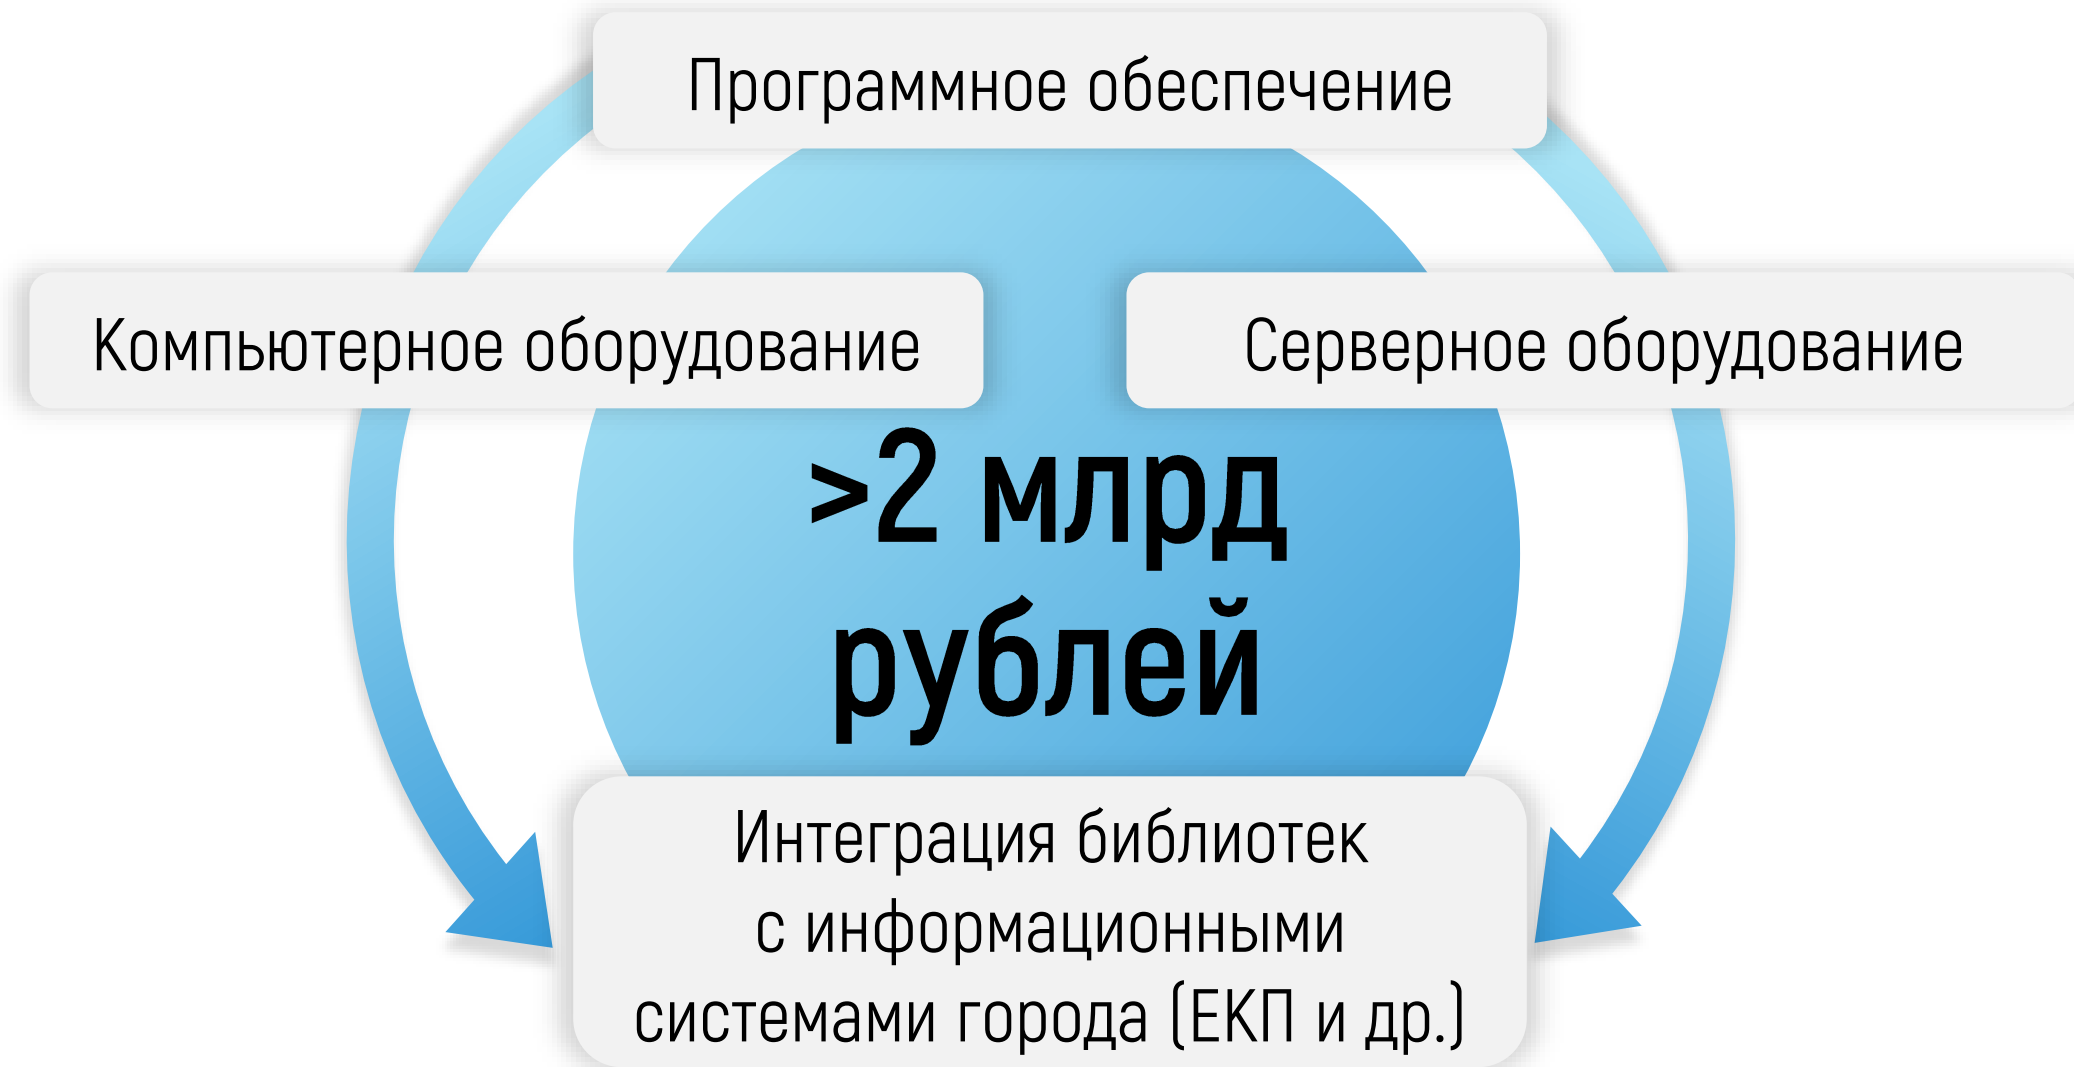 Программное обеспечение
Компьютерное оборудование
Серверное оборудование
>2 млрд
рублей
Интеграция библиотек
с информационными
системами города (ЕКП и др.)